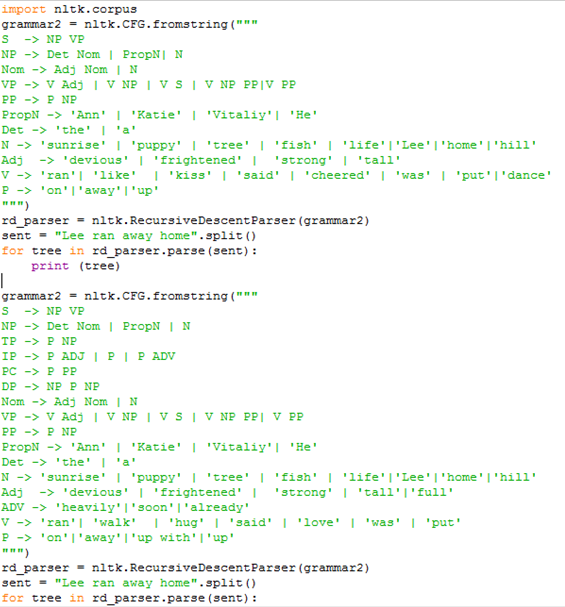 import nltk.corpus
grammar2 = nltk.CFG.fromstring("""
S  -> NP VP
NP -> Det Nom | PropN| N
Nom -> Adj Nom | N
VP -> V Adj | V NP | V S | V NP PP|V PP
PP -> P NP
PropN -> 'Ann' | 'Katie' | 'Vitaliy'| 'He'
Det -> 'the' | 'a'
N -> 'sunrise' | 'puppy' | 'tree' | 'fish' | 'life'|'Lee'|'home'|'hill'
Adj  -> 'devious' | 'frightened' |  'strong' | 'tall'
V -> 'ran'| 'like'  | 'kiss' | 'said' | 'cheered' | 'was' | 'put'|'dance'
P -> 'on'|'away'|'up'
""")
rd_parser = nltk.RecursiveDescentParser(grammar2)
sent = "Lee ran away home".split()
for tree in rd_parser.parse(sent):
    print (tree)

grammar2 = nltk.CFG.fromstring("""
S  -> NP VP
NP -> Det Nom | PropN | N
TP -> P NP
IP -> P ADJ | P | P ADV
PC -> P PP
DP -> NP P NP
Nom -> Adj Nom | N
VP -> V Adj | V NP | V S | V NP PP| V PP
PP -> P NP
PropN -> 'Ann' | 'Katie' | 'Vitaliy'| 'He'
Det -> 'the' | 'a'
N -> 'sunrise' | 'puppy' | 'tree' | 'fish' | 'life'|'Lee'|'home'|'hill'
Adj  -> 'devious' | 'frightened' |  'strong' | 'tall'|'full'
ADV -> 'heavily'|'soon'|'already'
V -> 'ran'| 'walk'  | 'hug' | 'said' | 'love' | 'was' | 'put'
P -> 'on'|'away'|'up with'|'up'
""")
rd_parser = nltk.RecursiveDescentParser(grammar2)
sent = "Lee ran away home".split()
for tree in rd_parser.parse(sent):